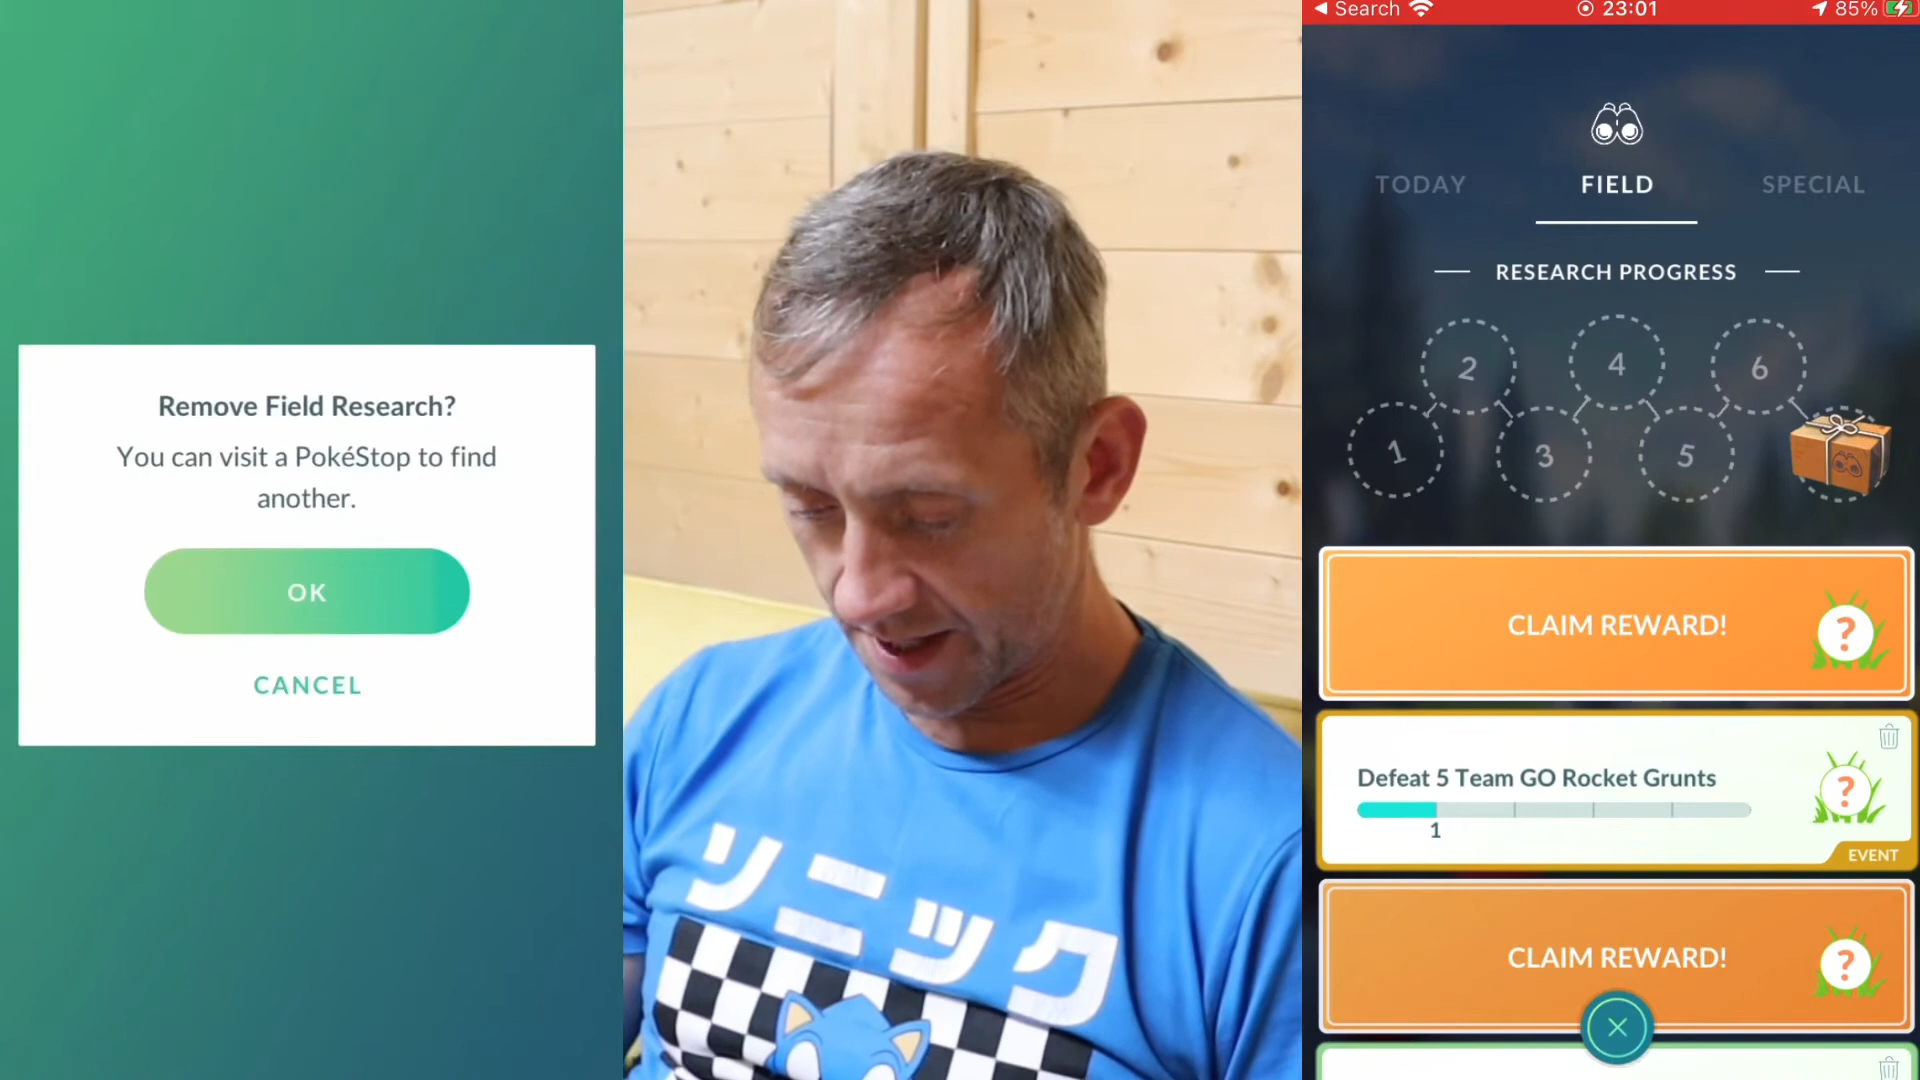 Remove Field Research?
You can visit a PokéStop to find
another.
OK
CANCEL
ソニック
Search
23:01
85%
TODAY
FIELD
SPECIAL
RESEARCH PROGRESS
2
4
6
1
3
5
CLAIM REWARD!
?
Defeat 5 Team GO Rocket Grunts
?
1
EVENT
CLAIM REWARD!
?